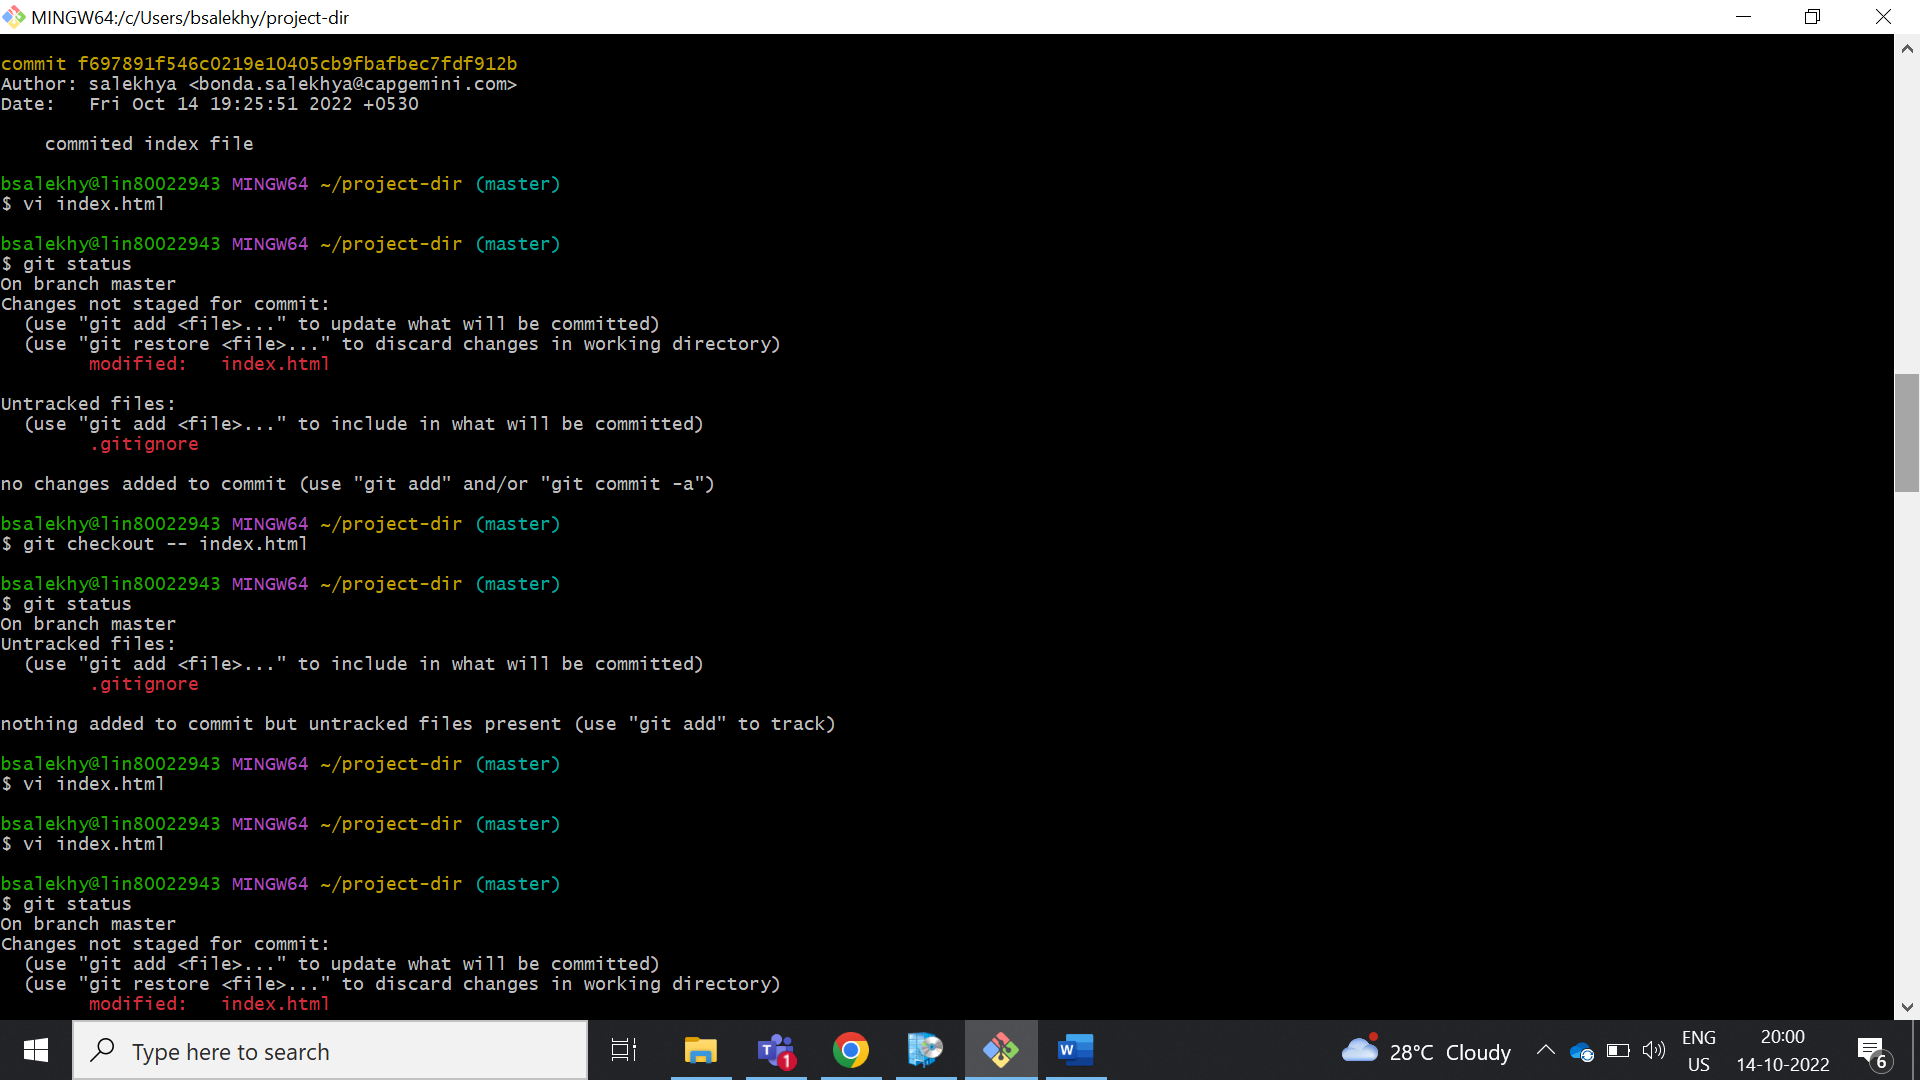 MINGW64:/c/Users/bsalekhy/project-dir
commit f697891f546c0219e10405cb9fbafbec7fdf912b
Author: salekhya <bonda.salekhya@capgemini.com>
Date:   Fri Oct 14 19:25:51 2022 +0530
    commited index file
bsalekhy@lin80022943 MINGW64 ~/project-dir (master)
$ vi index.html
bsalekhy@lin80022943 MINGW64 ~/project-dir (master)
$ git status
On branch master
Changes not staged for commit:
  (use "git add <file>..." to update what will be committed)
  (use "git restore <file>..." to discard changes in working directory)
        modified:   index.html
Untracked files:
  (use "git add <file>..." to include in what will be committed)
        .gitignore
no changes added to commit (use "git add" and/or "git commit -a")
bsalekhy@lin80022943 MINGW64 ~/project-dir (master)
$ git checkout -- index.html
bsalekhy@lin80022943 MINGW64 ~/project-dir (master)
$ git status
On branch master
Untracked files:
  (use "git add <file>..." to include in what will be committed)
        .gitignore
nothing added to commit but untracked files present (use "git add" to track)
bsalekhy@lin80022943 MINGW64 ~/project-dir (master)
$ vi index.html
bsalekhy@lin80022943 MINGW64 ~/project-dir (master)
$ vi index.html
bsalekhy@lin80022943 MINGW64 ~/project-dir (master)
$ git status
On branch master
Changes not staged for commit:
  (use "git add <file>..." to update what will be committed)
  (use "git restore <file>..." to discard changes in working directory)
        modified:   index.html
Type here to search
T
1
W
28°C Cloudy
ENG
US
20:00
14-10-2022
6